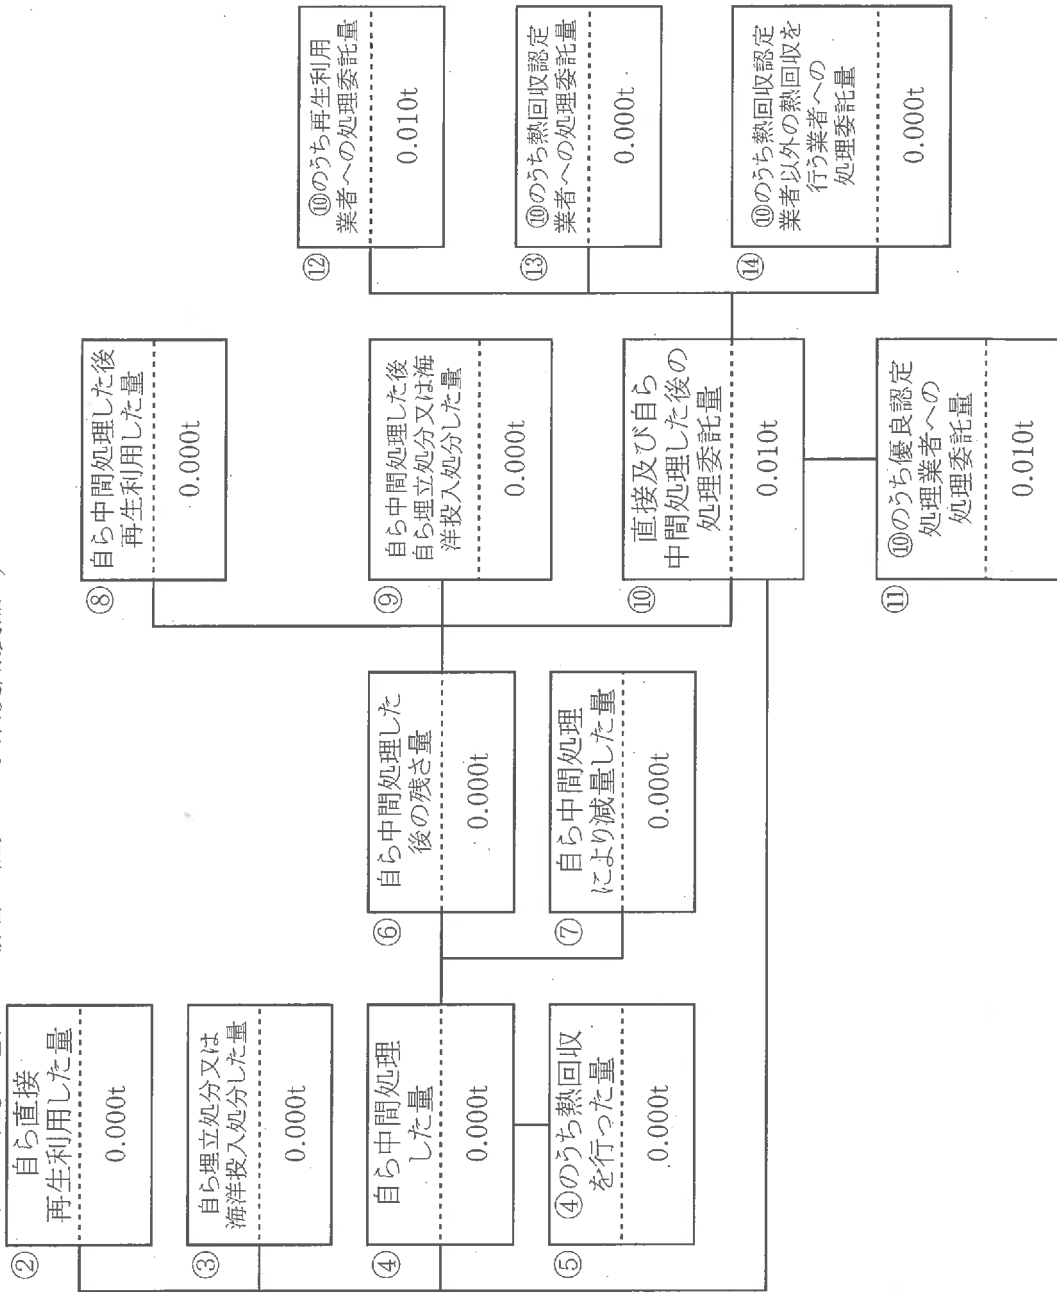 ②
自ら直接
再生利用した量
0.000t
③
自ら埋立処分又は
海洋投入処分した量
0.000t
④
自ら中間処理
した量
0.000t
⑤
④のうち熱回収
を行った量
0.000t
⑥
自ら中間処理した
後の残さ量
0.000t
⑦
自ら中間処理
により減量した量
0.000t
⑧
自ら中間処理した後
再生利用した量
0.000t
⑨
自ら中間処理した後
自ら埋立処分又は海
洋投入処分した量
0.000t
⑩
直接及び自ら
中間処理した後の
処理委託量
0.010t
⑪
⑩のうち優良認定
処理業者への
処理委託量
0.010t
⑫
⑩のうち再生利用
業者への処理委託量
0.010t
⑬
⑩のうち熱回収認定
業者への処理委託量
0.000t
⑭
⑩のうち熱回収認定
業者以外の熱回収を
行う業者への
処理委託量
0.000t